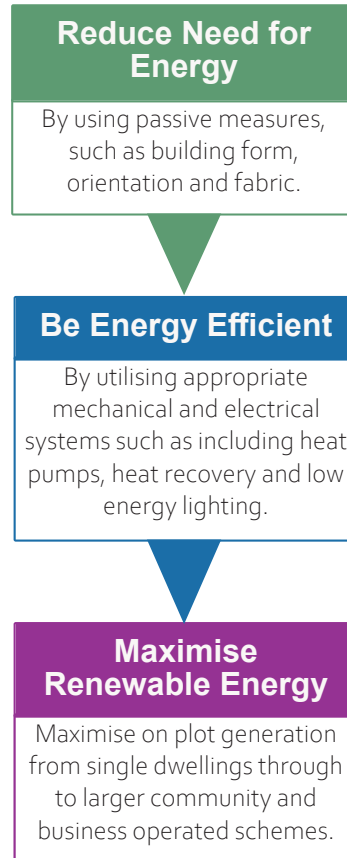 Reduce Need for
Energy
By using passive measures,
such as building form,
orientation and fabric.
Be Energy Efficient
By utilising appropriate
mechanical and electrical
systems such as including heat
pumps, heat recovery and low
energy lighting.
Maximise
Renewable Energy
Maximise on plot generation
from single dwellings through
to larger community and
business operated schemes.